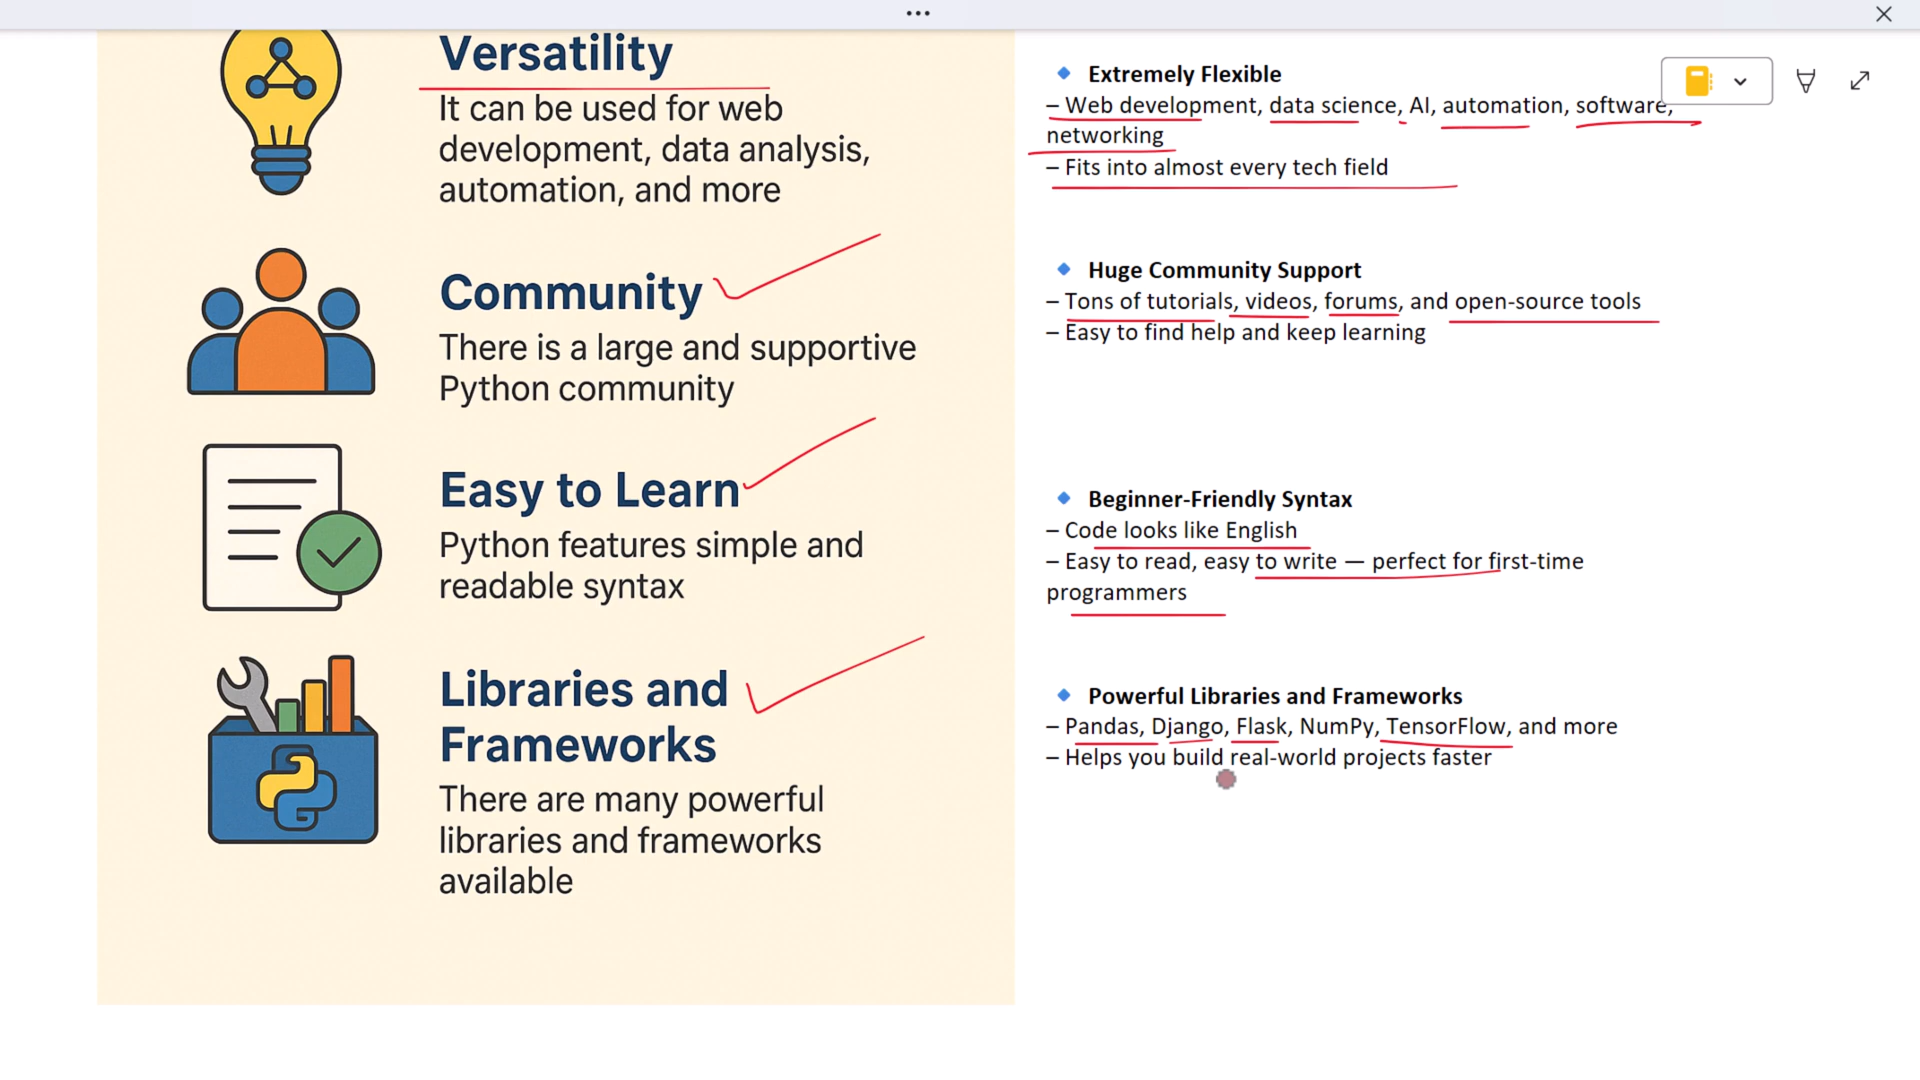 Versatility
It can be used for web
development, data analysis,
automation, and more
Community
There is a large and supportive
Python community
Easy to Learn
Python features simple and
readable syntax
Libraries and
Frameworks
There are many powerful
libraries and frameworks
available
Extremely Flexible
– Web development, data science, AI, automation, software,
networking
– Fits into almost every tech field
Huge Community Support
– Tons of tutorials, videos, forums, and open-source tools
– Easy to find help and keep learning
Beginner-Friendly Syntax
– Code looks like English
– Easy to read, easy to write — perfect for first-time
programmers
Powerful Libraries and Frameworks
– Pandas, Django, Flask, NumPy, TensorFlow, and more
– Helps you build real-world projects faster